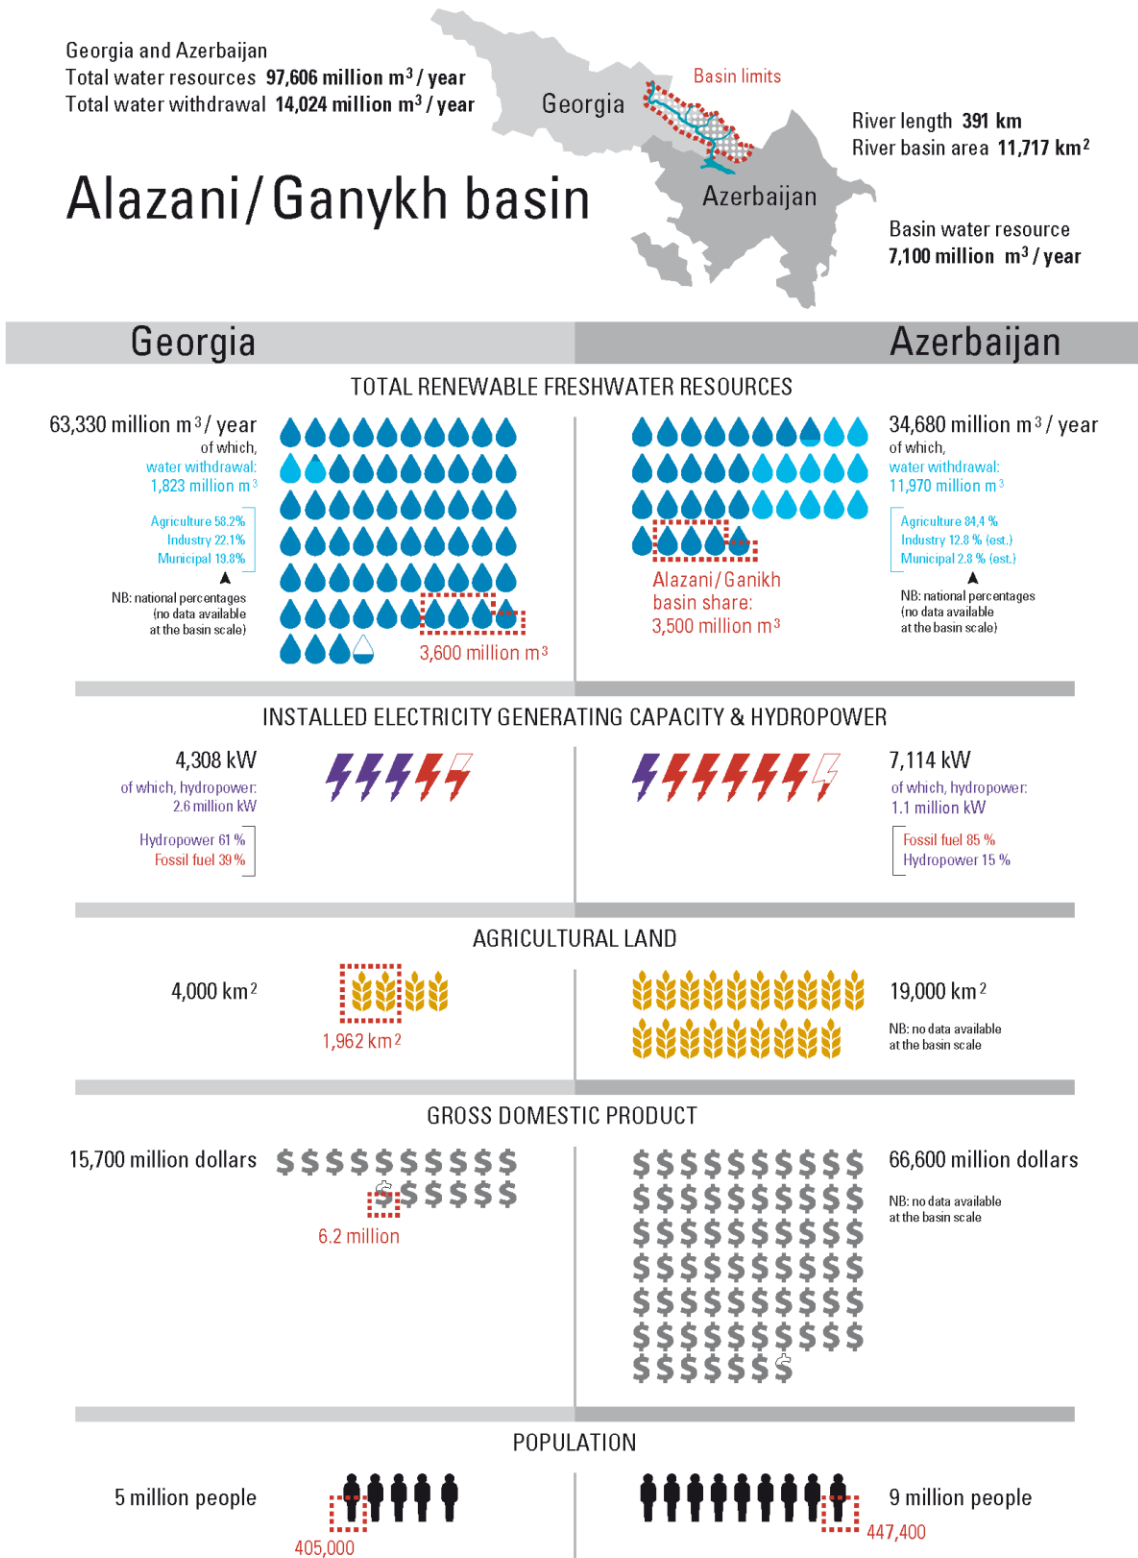 Georgia and Azerbaijan
Total water resources 97,606 million m³ / year
Total water withdrawal 14,024 million m³ / year
Alazani/Ganykh basin
Georgia
Basin limits
Azerbaijan
River length 391 km
River basin area 11,717 km²
Basin water resource
7,100 million m³ / year
Georgia
Azerbaijan
TOTAL RENEWABLE FRESHWATER RESOURCES
63,330 million m³ / year
of which,
water withdrawal:
1,823 million m³
Agriculture 58.2%
Industry 22.1%
Municipal 19.8%
NB: national percentages
(no data available
at the basin scale)
3,600 million m³
Alazani/Ganikh
basin share:
3,500 million m³
34,680 million m³ / year
of which,
water withdrawal:
11,970 million m³
Agriculture 84,4 %
Industry 12.8 % (est.)
Municipal 2.8 % (est.)
NB: national percentages
(no data available
at the basin scale)
INSTALLED ELECTRICITY GENERATING CAPACITY & HYDROPOWER
4,308 kW
of which, hydropower:
2.6 million kW
Hydropower 61 %
Fossil fuel 39 %
7,114 kW
of which, hydropower:
1.1 million kW
Fossil fuel 85 %
Hydropower 15 %
AGRICULTURAL LAND
4,000 km²
1,962 km²
19,000 km²
NB: no data available
at the basin scale
GROSS DOMESTIC PRODUCT
15,700 million dollars
6.2 million
66,600 million dollars
NB: no data available
at the basin scale
POPULATION
5 million people
405,000
9 million people
447,400